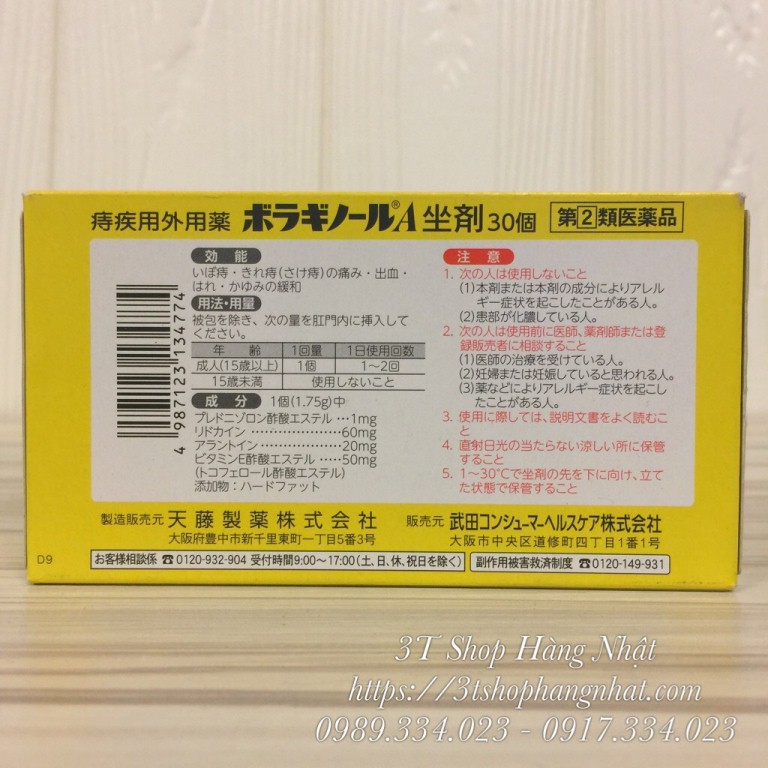 痔疾用外用薬 ボラギノール®A坐剤30個 第②類医薬品
効能
いぼ痔・きれ痔(さけ痔)の痛み・出血・
はれ・かゆみの緩和
用法・用量
被包を除き、次の量を肛門内に挿入して
ください。
年 齢 1回量 1日使用回数
成人(15歳以上) 1個 1〜2回
15歳未満 使用しないこと
成分 1個(1.75g)中
プレドニゾロン酢酸エステル…1mg
リドカイン…………………60mg
アラントイン………………20mg
ビタミンE酢酸エステル……50mg
(トコフェロール酢酸エステル)
添加物:ハードファット
4 987123 134774
注意
1. 次の人は使用しないこと
(1)本剤または本剤の成分によりアレル
ギー症状を起こしたことがある人。
(2)患部が化膿している人。
2. 次の人は使用前に医師、薬剤師または登
録販売者に相談すること
(1)医師の治療を受けている人。
(2)妊婦または妊娠していると思われる人。
(3)薬などによりアレルギー症状を起こし
たことがある人。
3. 使用に際しては、説明文書をよく読むこ
と
4. 直射日光の当たらない涼しい所に保管
すること
5. 1〜30℃で坐剤の先を下に向け、立て
た状態で保管すること
製造販売元 天藤製薬株式会社
大阪府豊中市新千里東町一丁目5番3号
販売元 武田コンシューマーヘルスケア株式会社
大阪市中央区道修町四丁目1番1号
D9
お客様相談係 ☎0120-932-904 受付時間9:00〜17:00(土、日、休、祝日を除く)
副作用被害救済制度 ☎0120-149-931
3T Shop Hàng Nhật
https://3tshophangnhat.com
0989.334.023 - 0917.334.023